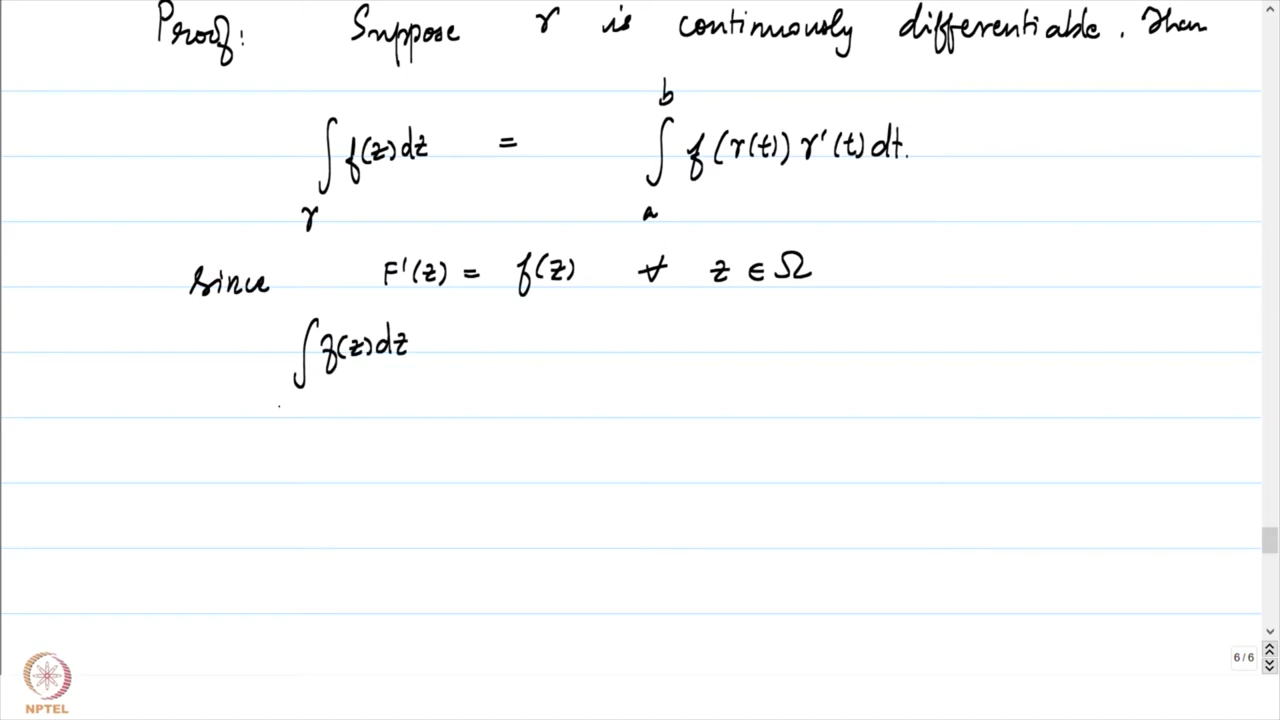 Proof: Suppose γ is continuously differentiable. Then
∫_γ f(z)dz = ∫_a^b f(γ(t)) γ'(t) dt.
since F'(z) = f(z) ∀ z ∈ Ω
∫ f(z)dz
6 / 6
NPTEL